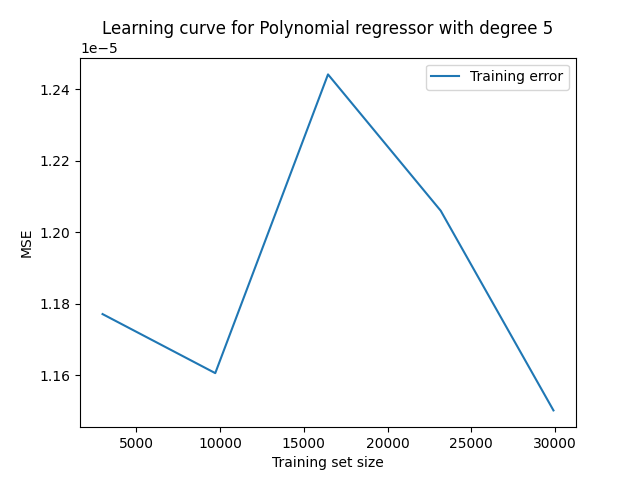 Learning curve for Polynomial regressor with degree 5
1e−5
Training error
1.24
1.22
1.20
1.18
1.16
MSE
5000 10000 15000 20000 25000 30000
Training set size